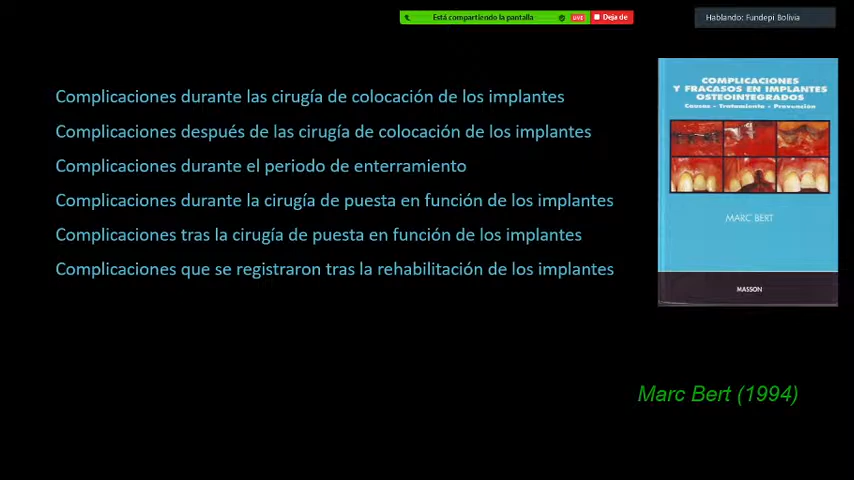 Está compartiendo la pantalla
LIVE
Deja de
Hablando: Fundepi Bolivia
Complicaciones durante las cirugía de colocación de los implantes
Complicaciones después de las cirugía de colocación de los implantes
Complicaciones durante el periodo de enterramiento
Complicaciones durante la cirugía de puesta en función de los implantes
Complicaciones tras la cirugía de puesta en función de los implantes
Complicaciones que se registraron tras la rehabilitación de los implantes
COMPLICACIONES
Y FRACASOS EN IMPLANTES
OSTEOINTEGRADOS
Causas - Tratamiento - Prevención
MARC BERT
MASSON
Marc Bert (1994)